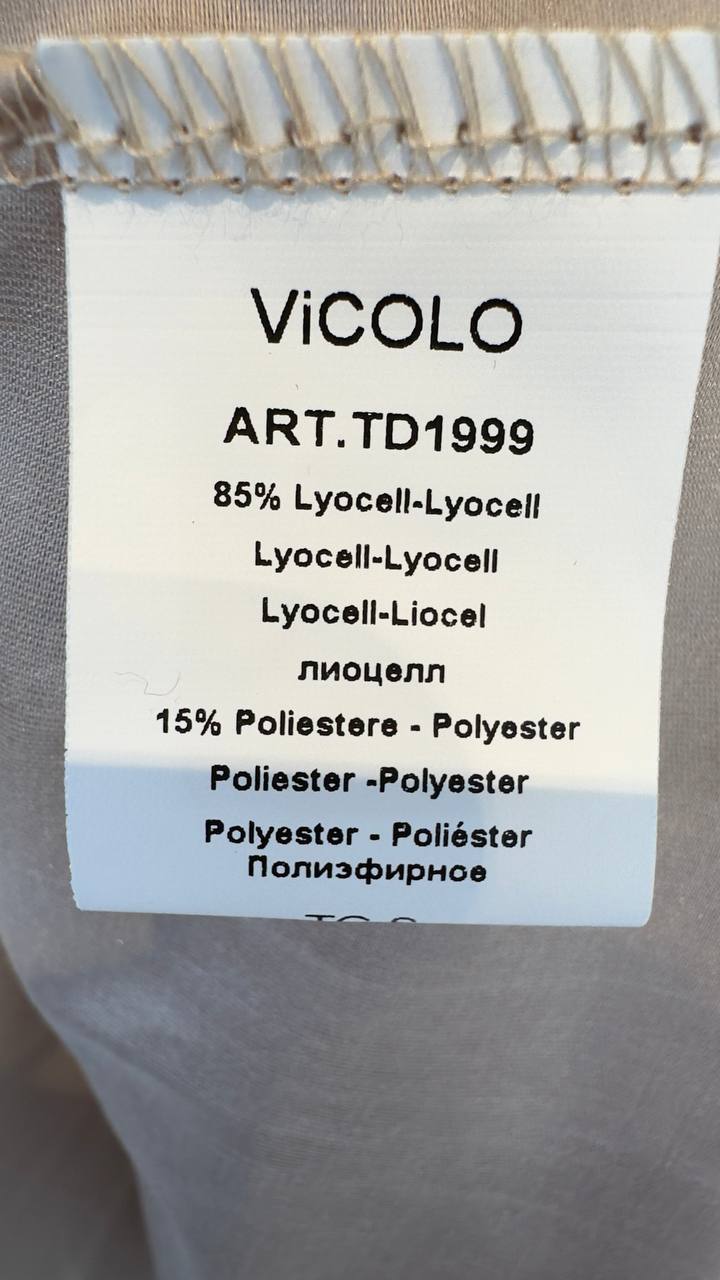 ViCOLO
ART.TD1999
85% Lyocell-Lyocell
Lyocell-Lyocell
Lyocell-Liocel
лиоцелл
15% Poliestere - Polyester
Poliester -Polyester
Polyester - Poliéster
Полиэфирное